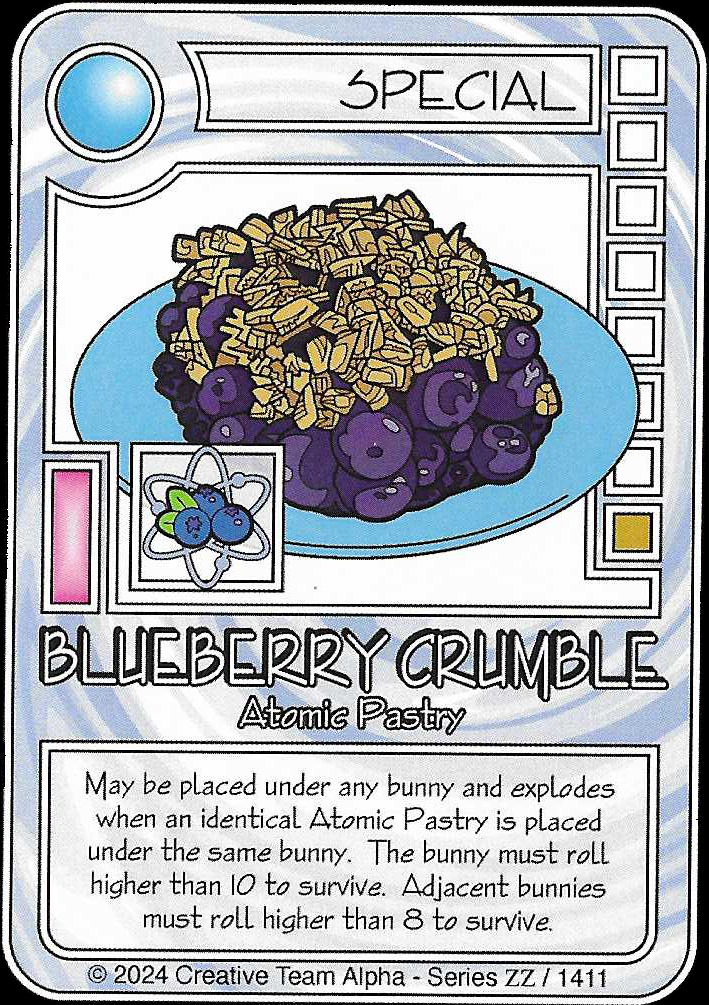 SPECIAL
BLUEBERRY CRUMBLE
Atomic Pastry
May be placed under any bunny and explodes
when an identical Atomic Pastry is placed
under the same bunny. The bunny must roll
higher than 10 to survive. Adjacent bunnies
must roll higher than 8 to survive.
© 2024 Creative Team Alpha - Series ZZ / 1411